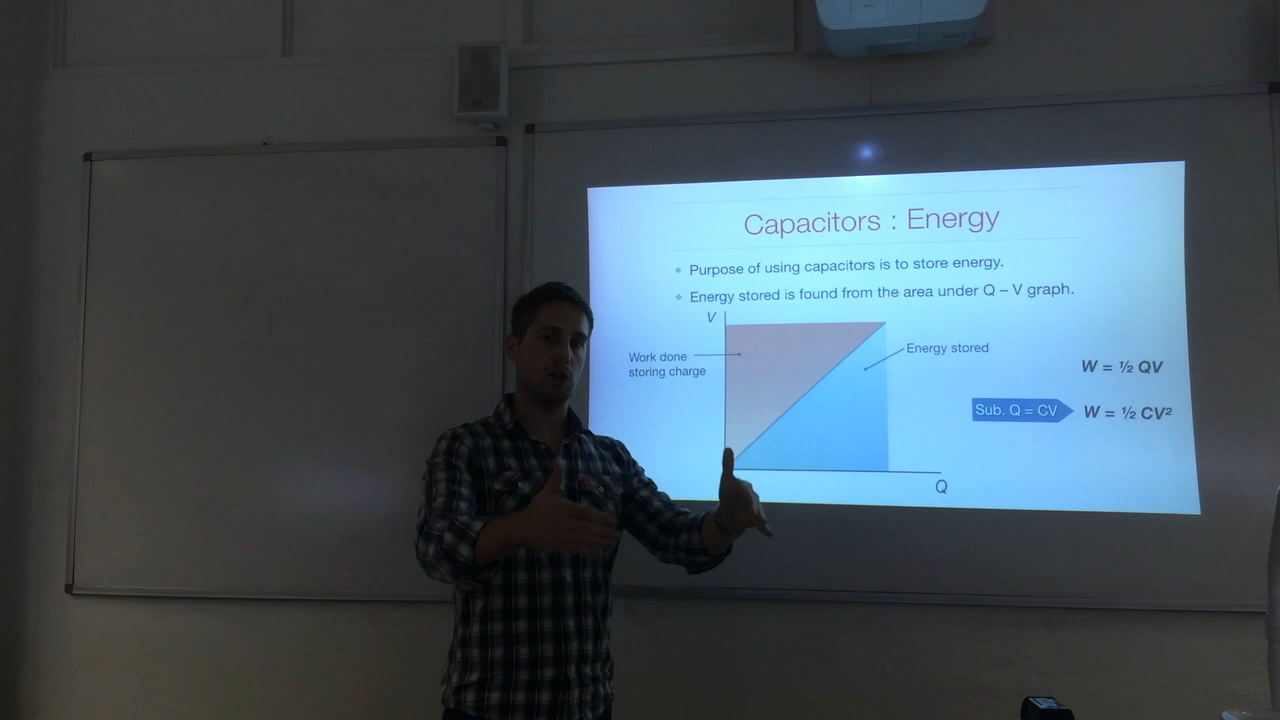 Capacitors : Energy
Purpose of using capacitors is to store energy.
Energy stored is found from the area under Q – V graph.
V
Work done
storing charge
Energy stored
W = ½ QV
Sub. Q = CV
W = ½ CV²
Q